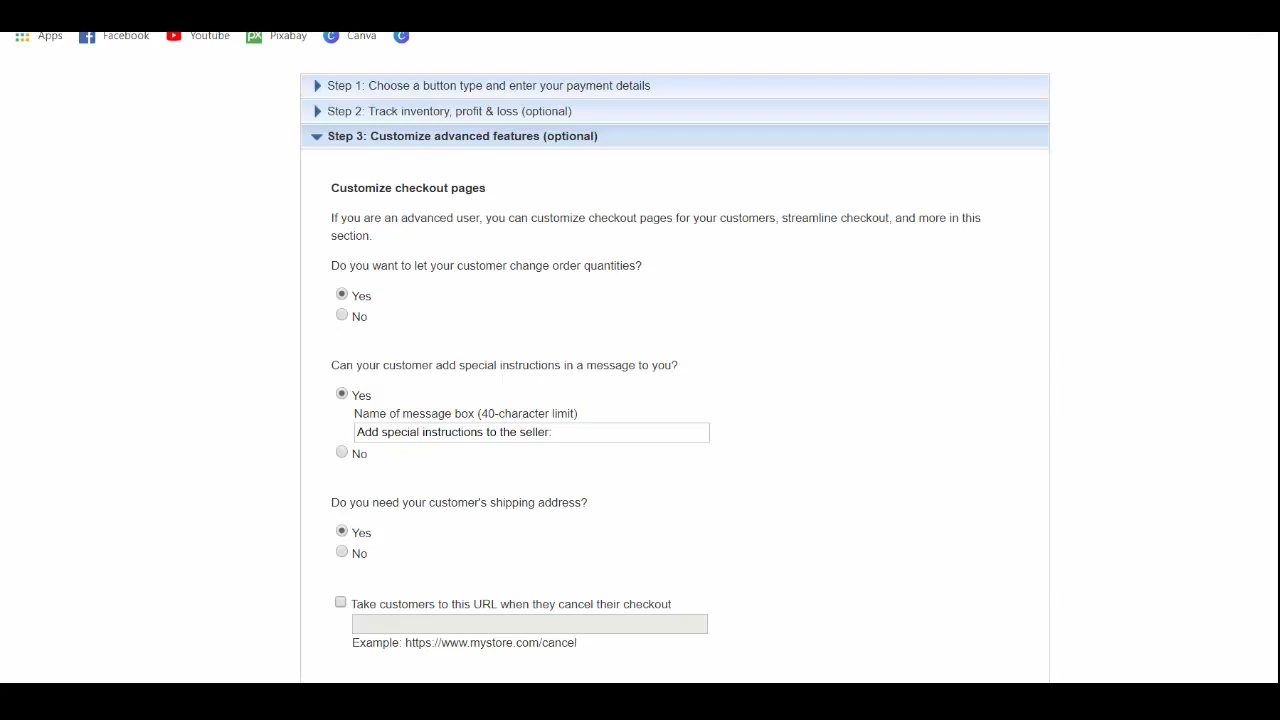 Apps Facebook Youtube Pixabay Canva
Step 1: Choose a button type and enter your payment details
Step 2: Track inventory, profit & loss (optional)
Step 3: Customize advanced features (optional)
Customize checkout pages
If you are an advanced user, you can customize checkout pages for your customers, streamline checkout, and more in this
section.
Do you want to let your customer change order quantities?
Yes
No
Can your customer add special instructions in a message to you?
Yes
Name of message box (40-character limit)
Add special instructions to the seller:
No
Do you need your customer's shipping address?
Yes
No
Take customers to this URL when they cancel their checkout
Example: https://www.mystore.com/cancel